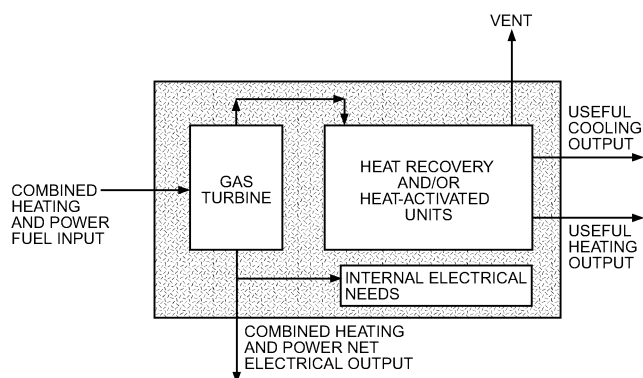 VENT
USEFUL
COOLING
OUTPUT
GAS
TURBINE
HEAT RECOVERY
AND/OR
HEAT-ACTIVATED
UNITS
COMBINED
HEATING
AND POWER
FUEL INPUT
USEFUL
HEATING
OUTPUT
INTERNAL ELECTRICAL
NEEDS
COMBINED HEATING
AND POWER NET
ELECTRICAL OUTPUT